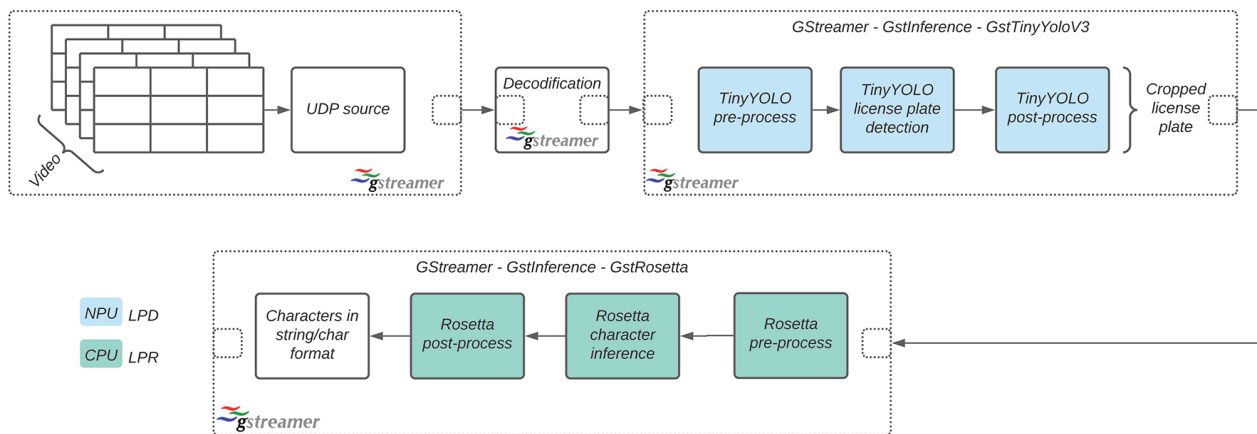 GStreamer - GstInference - GstTinyYoloV3
Video
UDP source
gstreamer
Decodification
gstreamer
TinyYOLO
pre-process
TinyYOLO
license plate
detection
TinyYOLO
post-process
Cropped
license
plate
gstreamer
GStreamer - GstInference - GstRosetta
NPU LPD
CPU LPR
Characters in
string/char
format
Rosetta
post-process
Rosetta
character
inference
Rosetta
pre-process
gstreamer